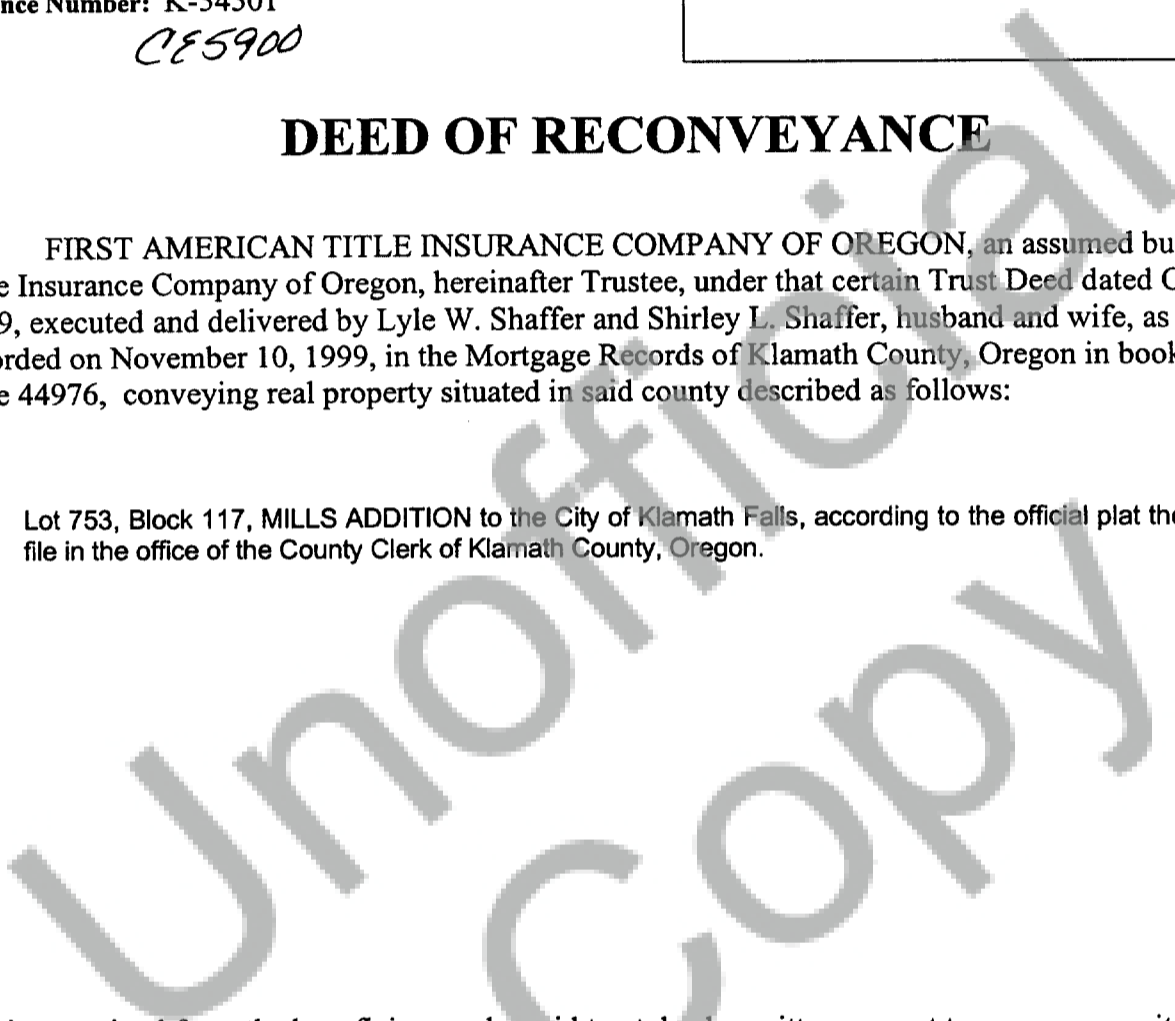 nce Number: K-54501
CE5900
DEED OF RECONVEYANCE
FIRST AMERICAN TITLE INSURANCE COMPANY OF OREGON, an assumed bu
e Insurance Company of Oregon, hereinafter Trustee, under that certain Trust Deed dated O
9, executed and delivered by Lyle W. Shaffer and Shirley L. Shaffer, husband and wife, as
orded on November 10, 1999, in the Mortgage Records of Klamath County, Oregon in book
e 44976, conveying real property situated in said county described as follows:
Lot 753, Block 117, MILLS ADDITION to the City of Klamath Falls, according to the official plat the
file in the office of the County Clerk of Klamath County, Oregon.
Unofficial
Copy